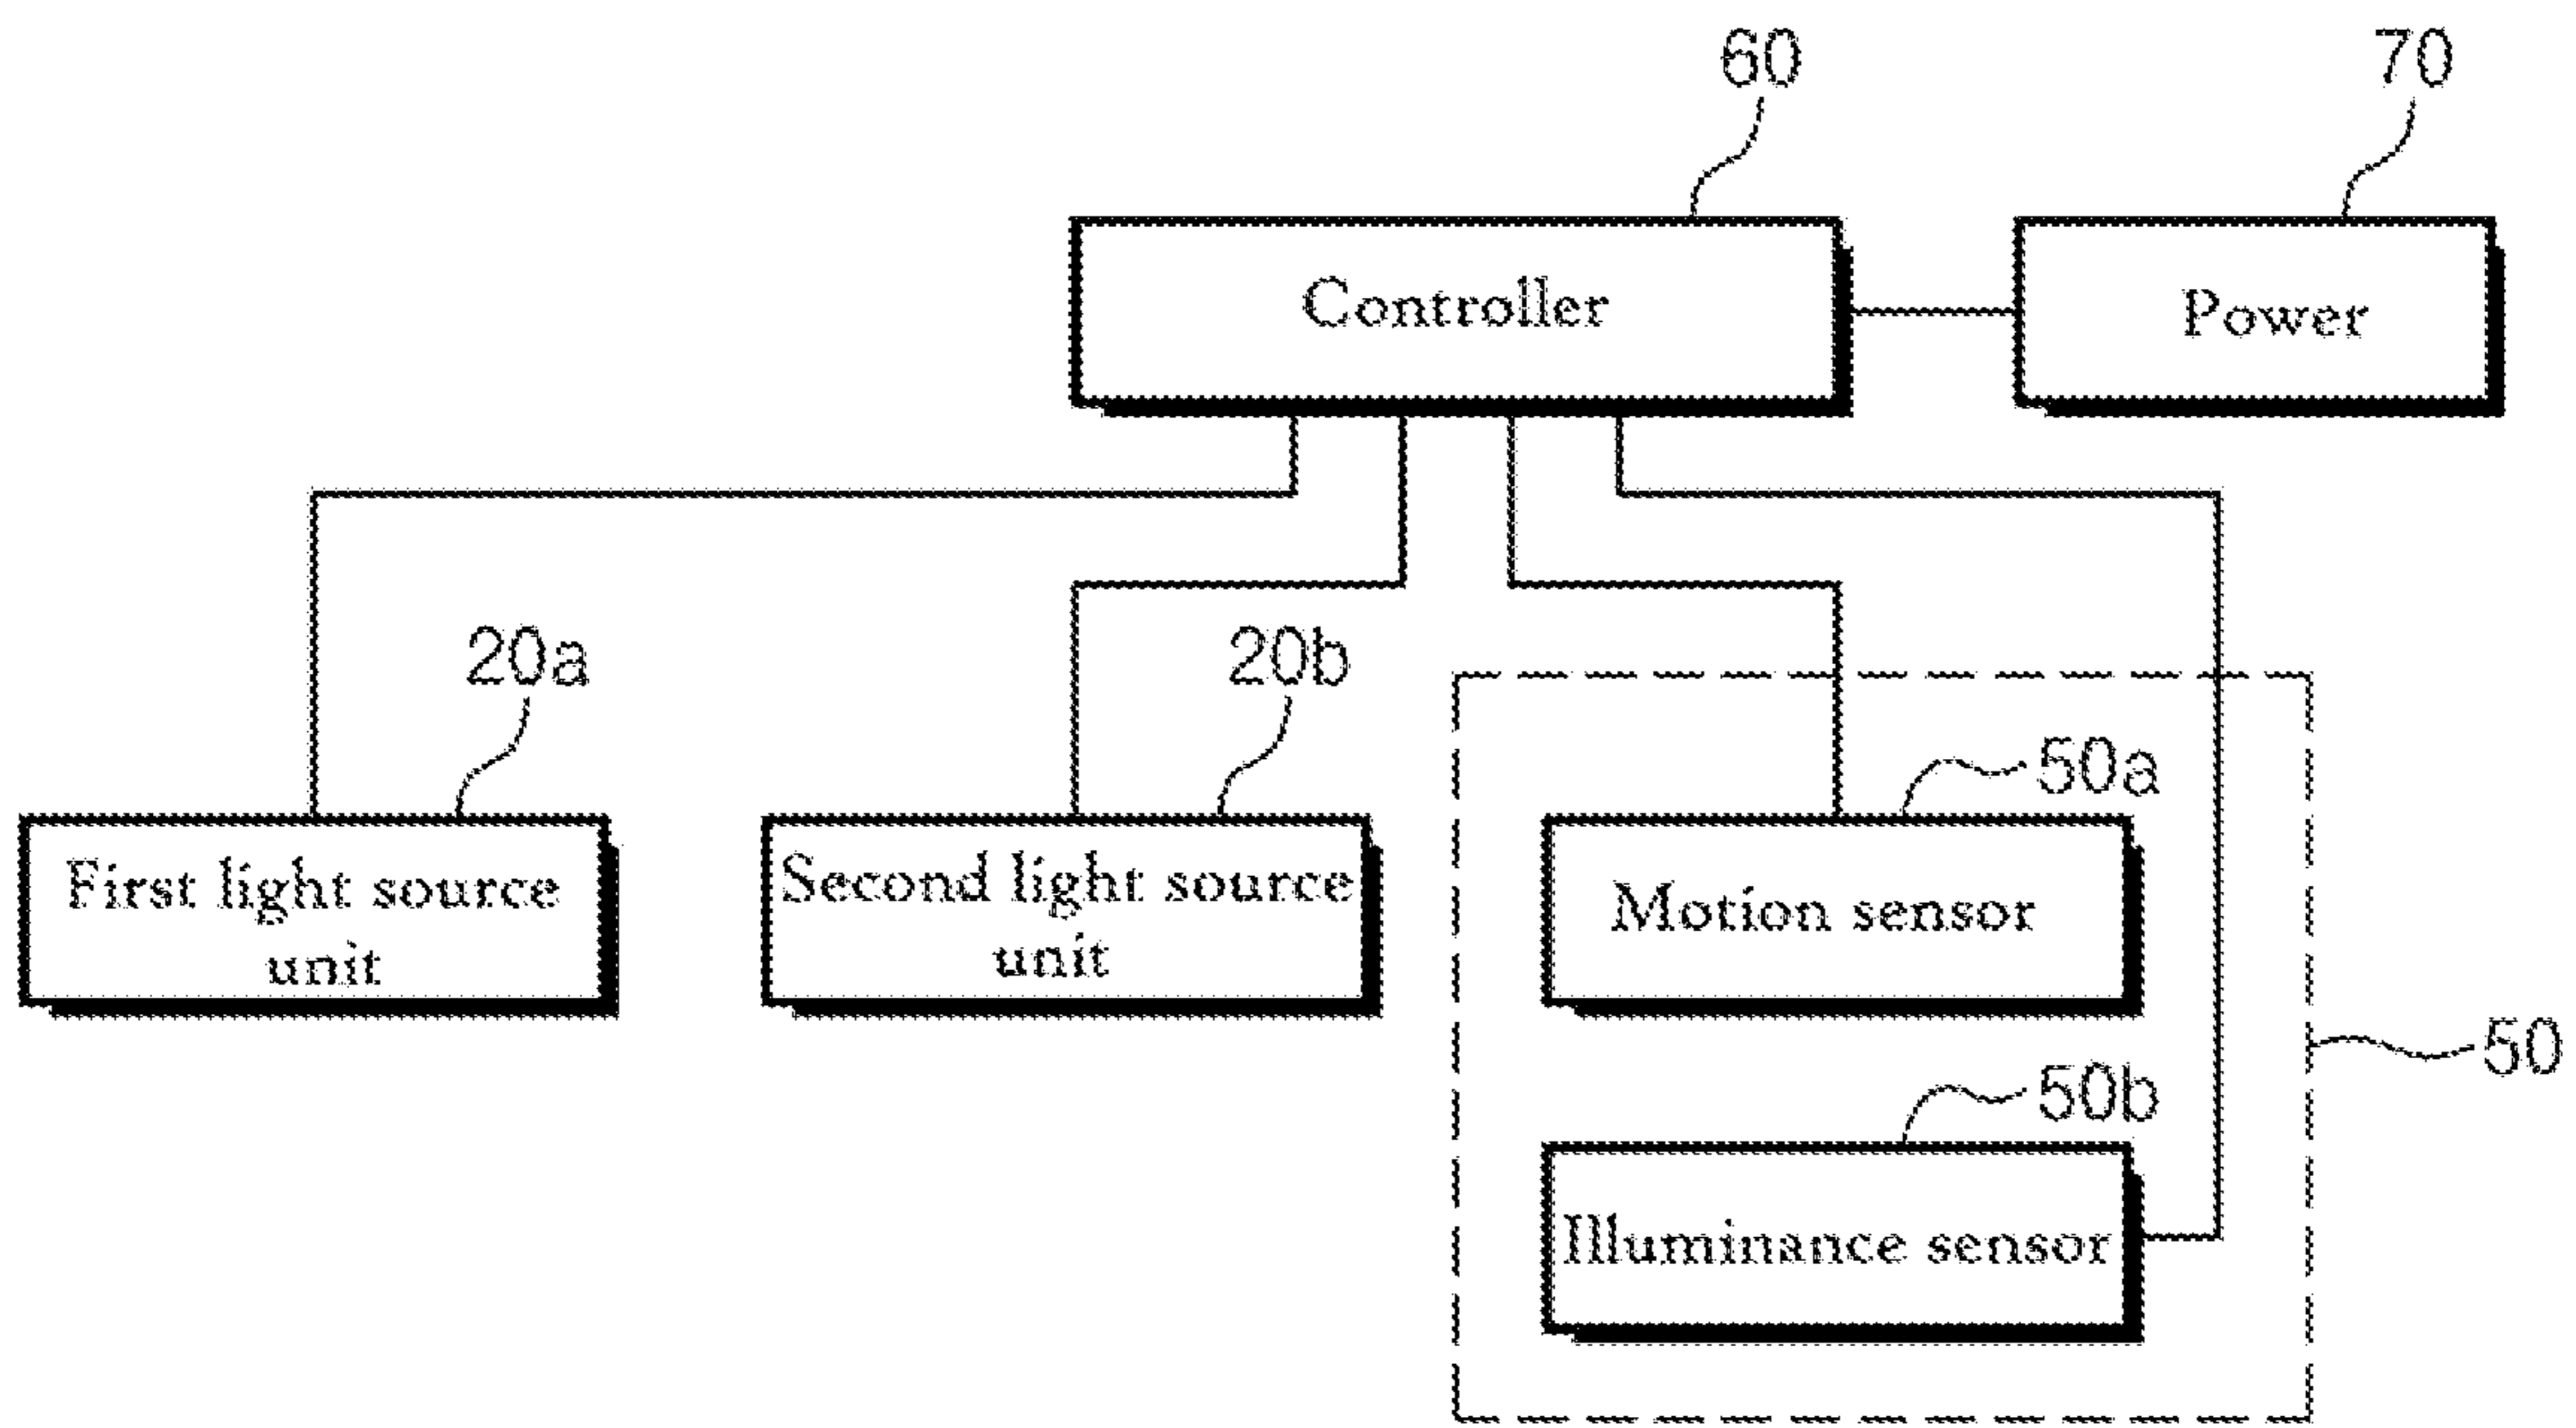 60
70
Controller
Power
20a
20b
50a
First light source
unit
Second light source
unit
Motion sensor
50
50b
Illuminance sensor